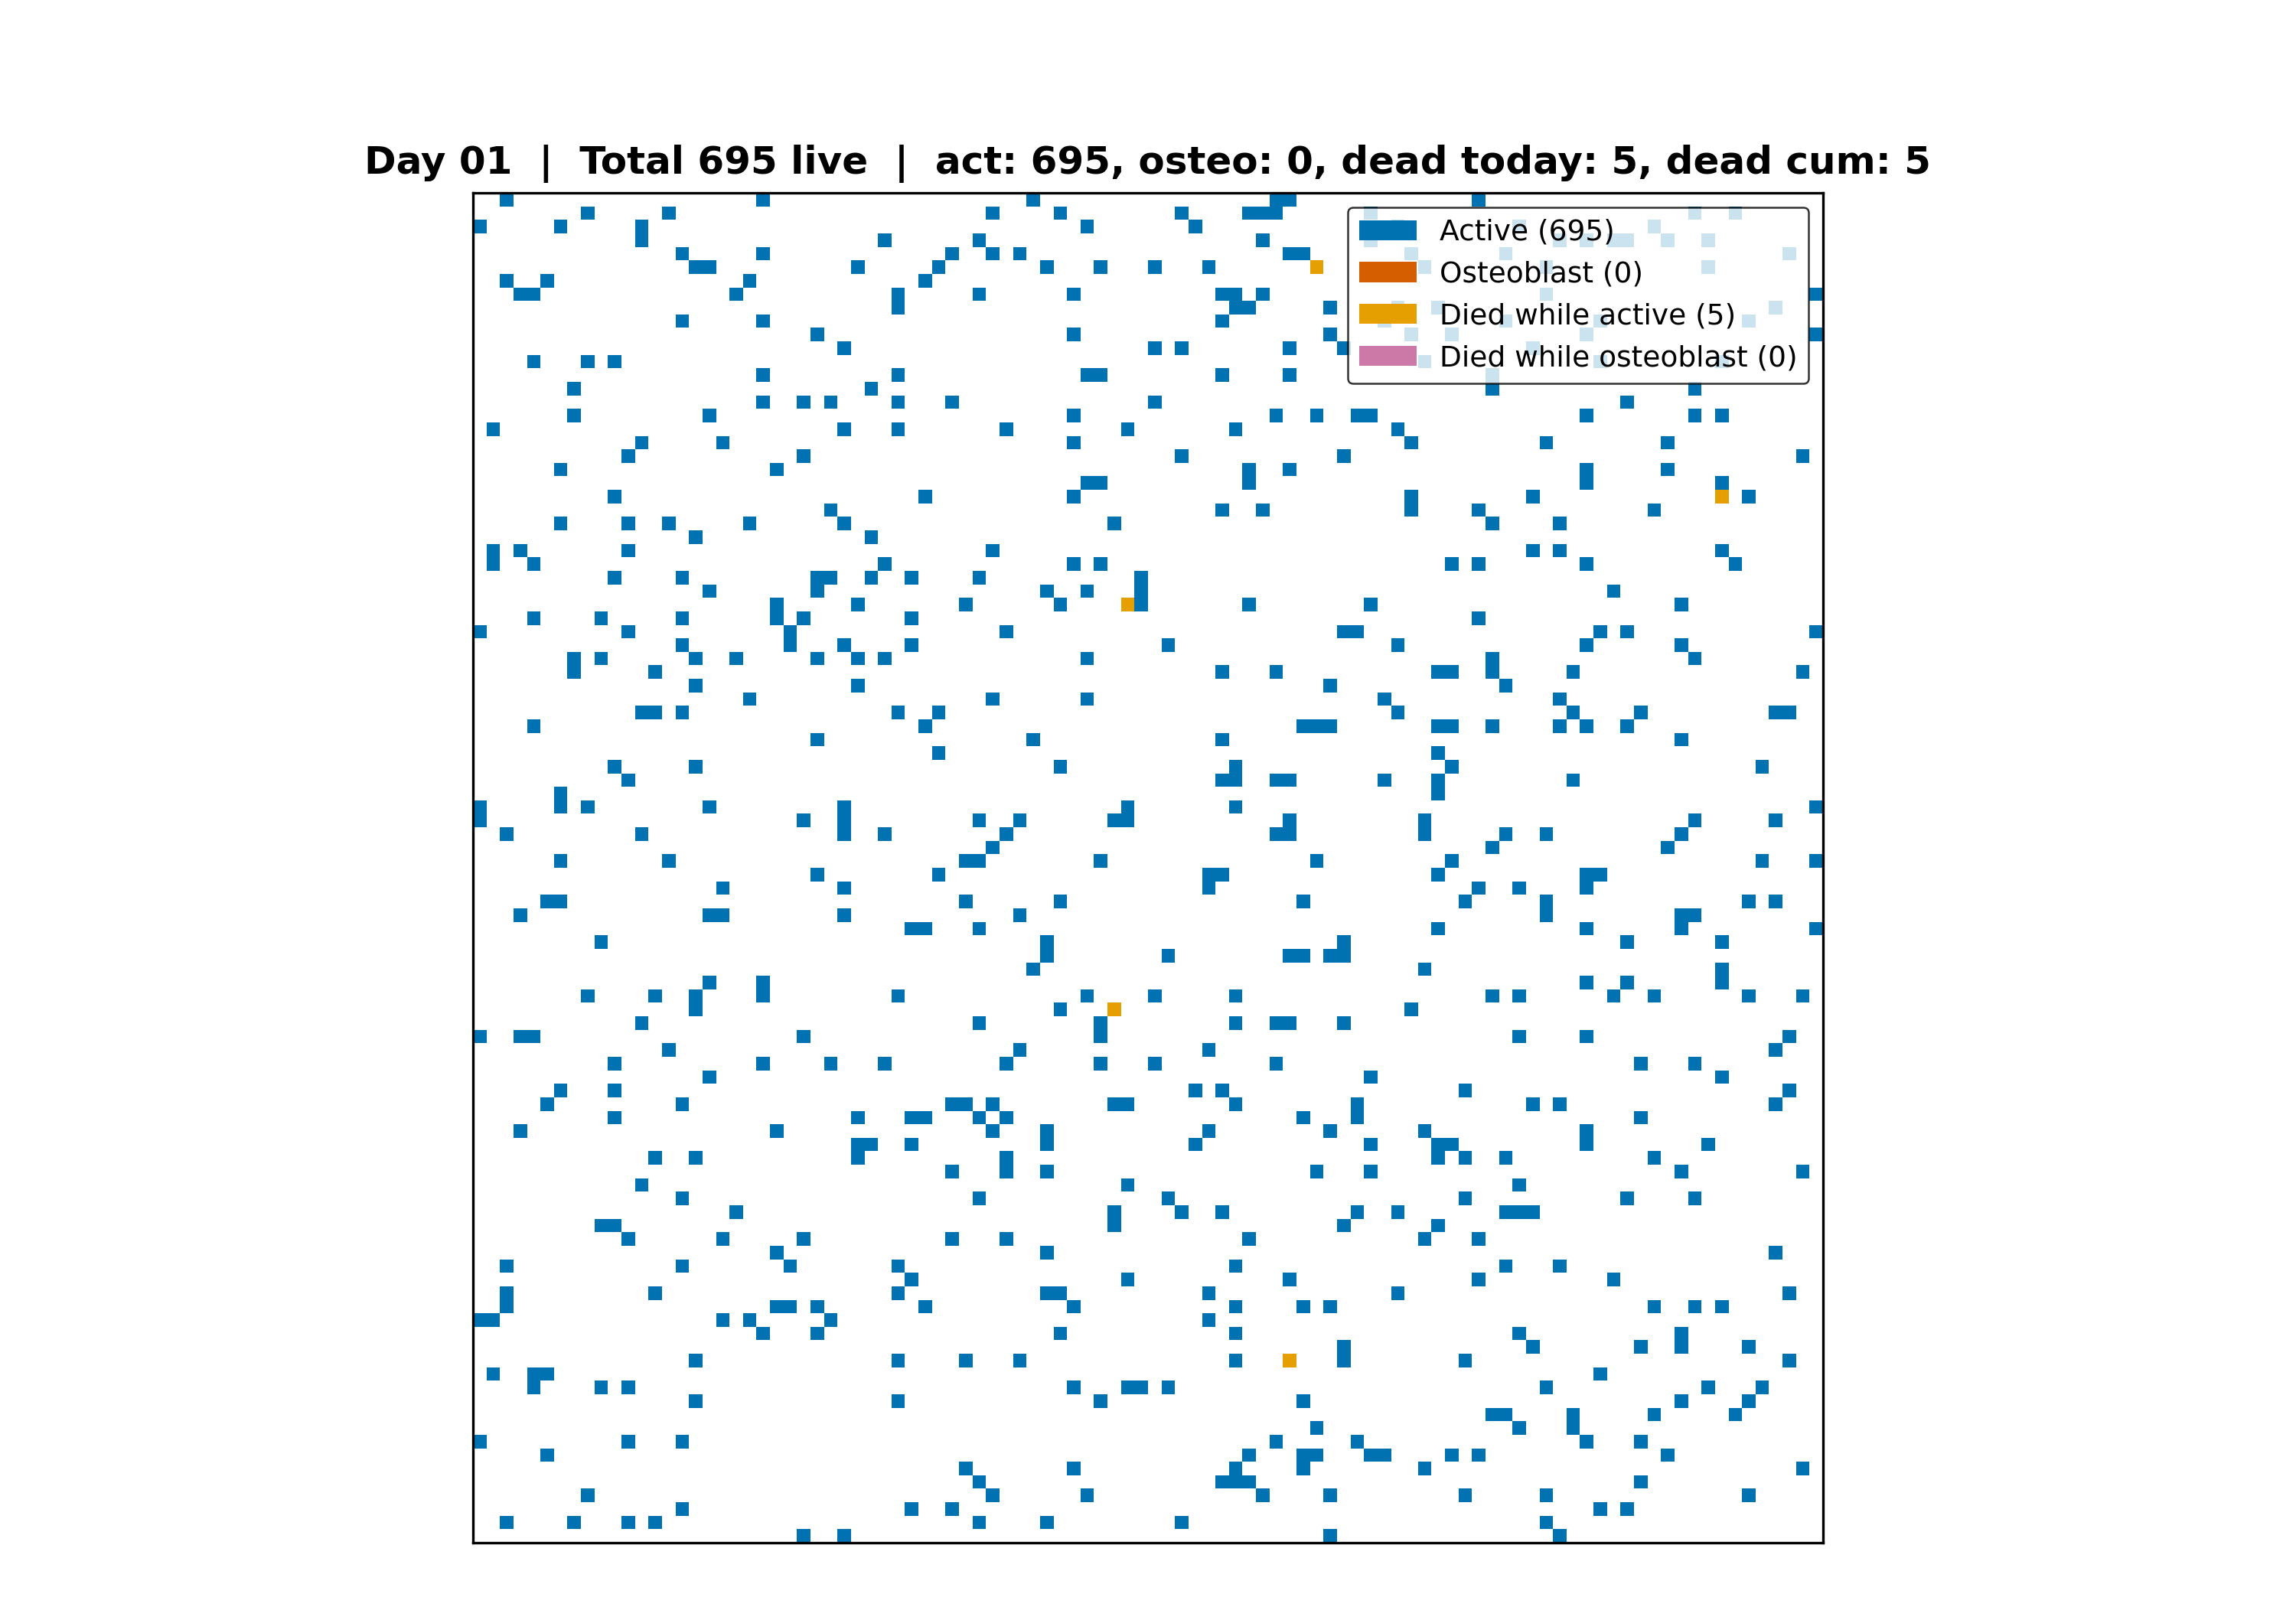 Day 01 | Total 695 live | act: 695, osteo: 0, dead today: 5, dead cum: 5
Active (695)
Osteoblast (0)
Died while active (5)
Died while osteoblast (0)